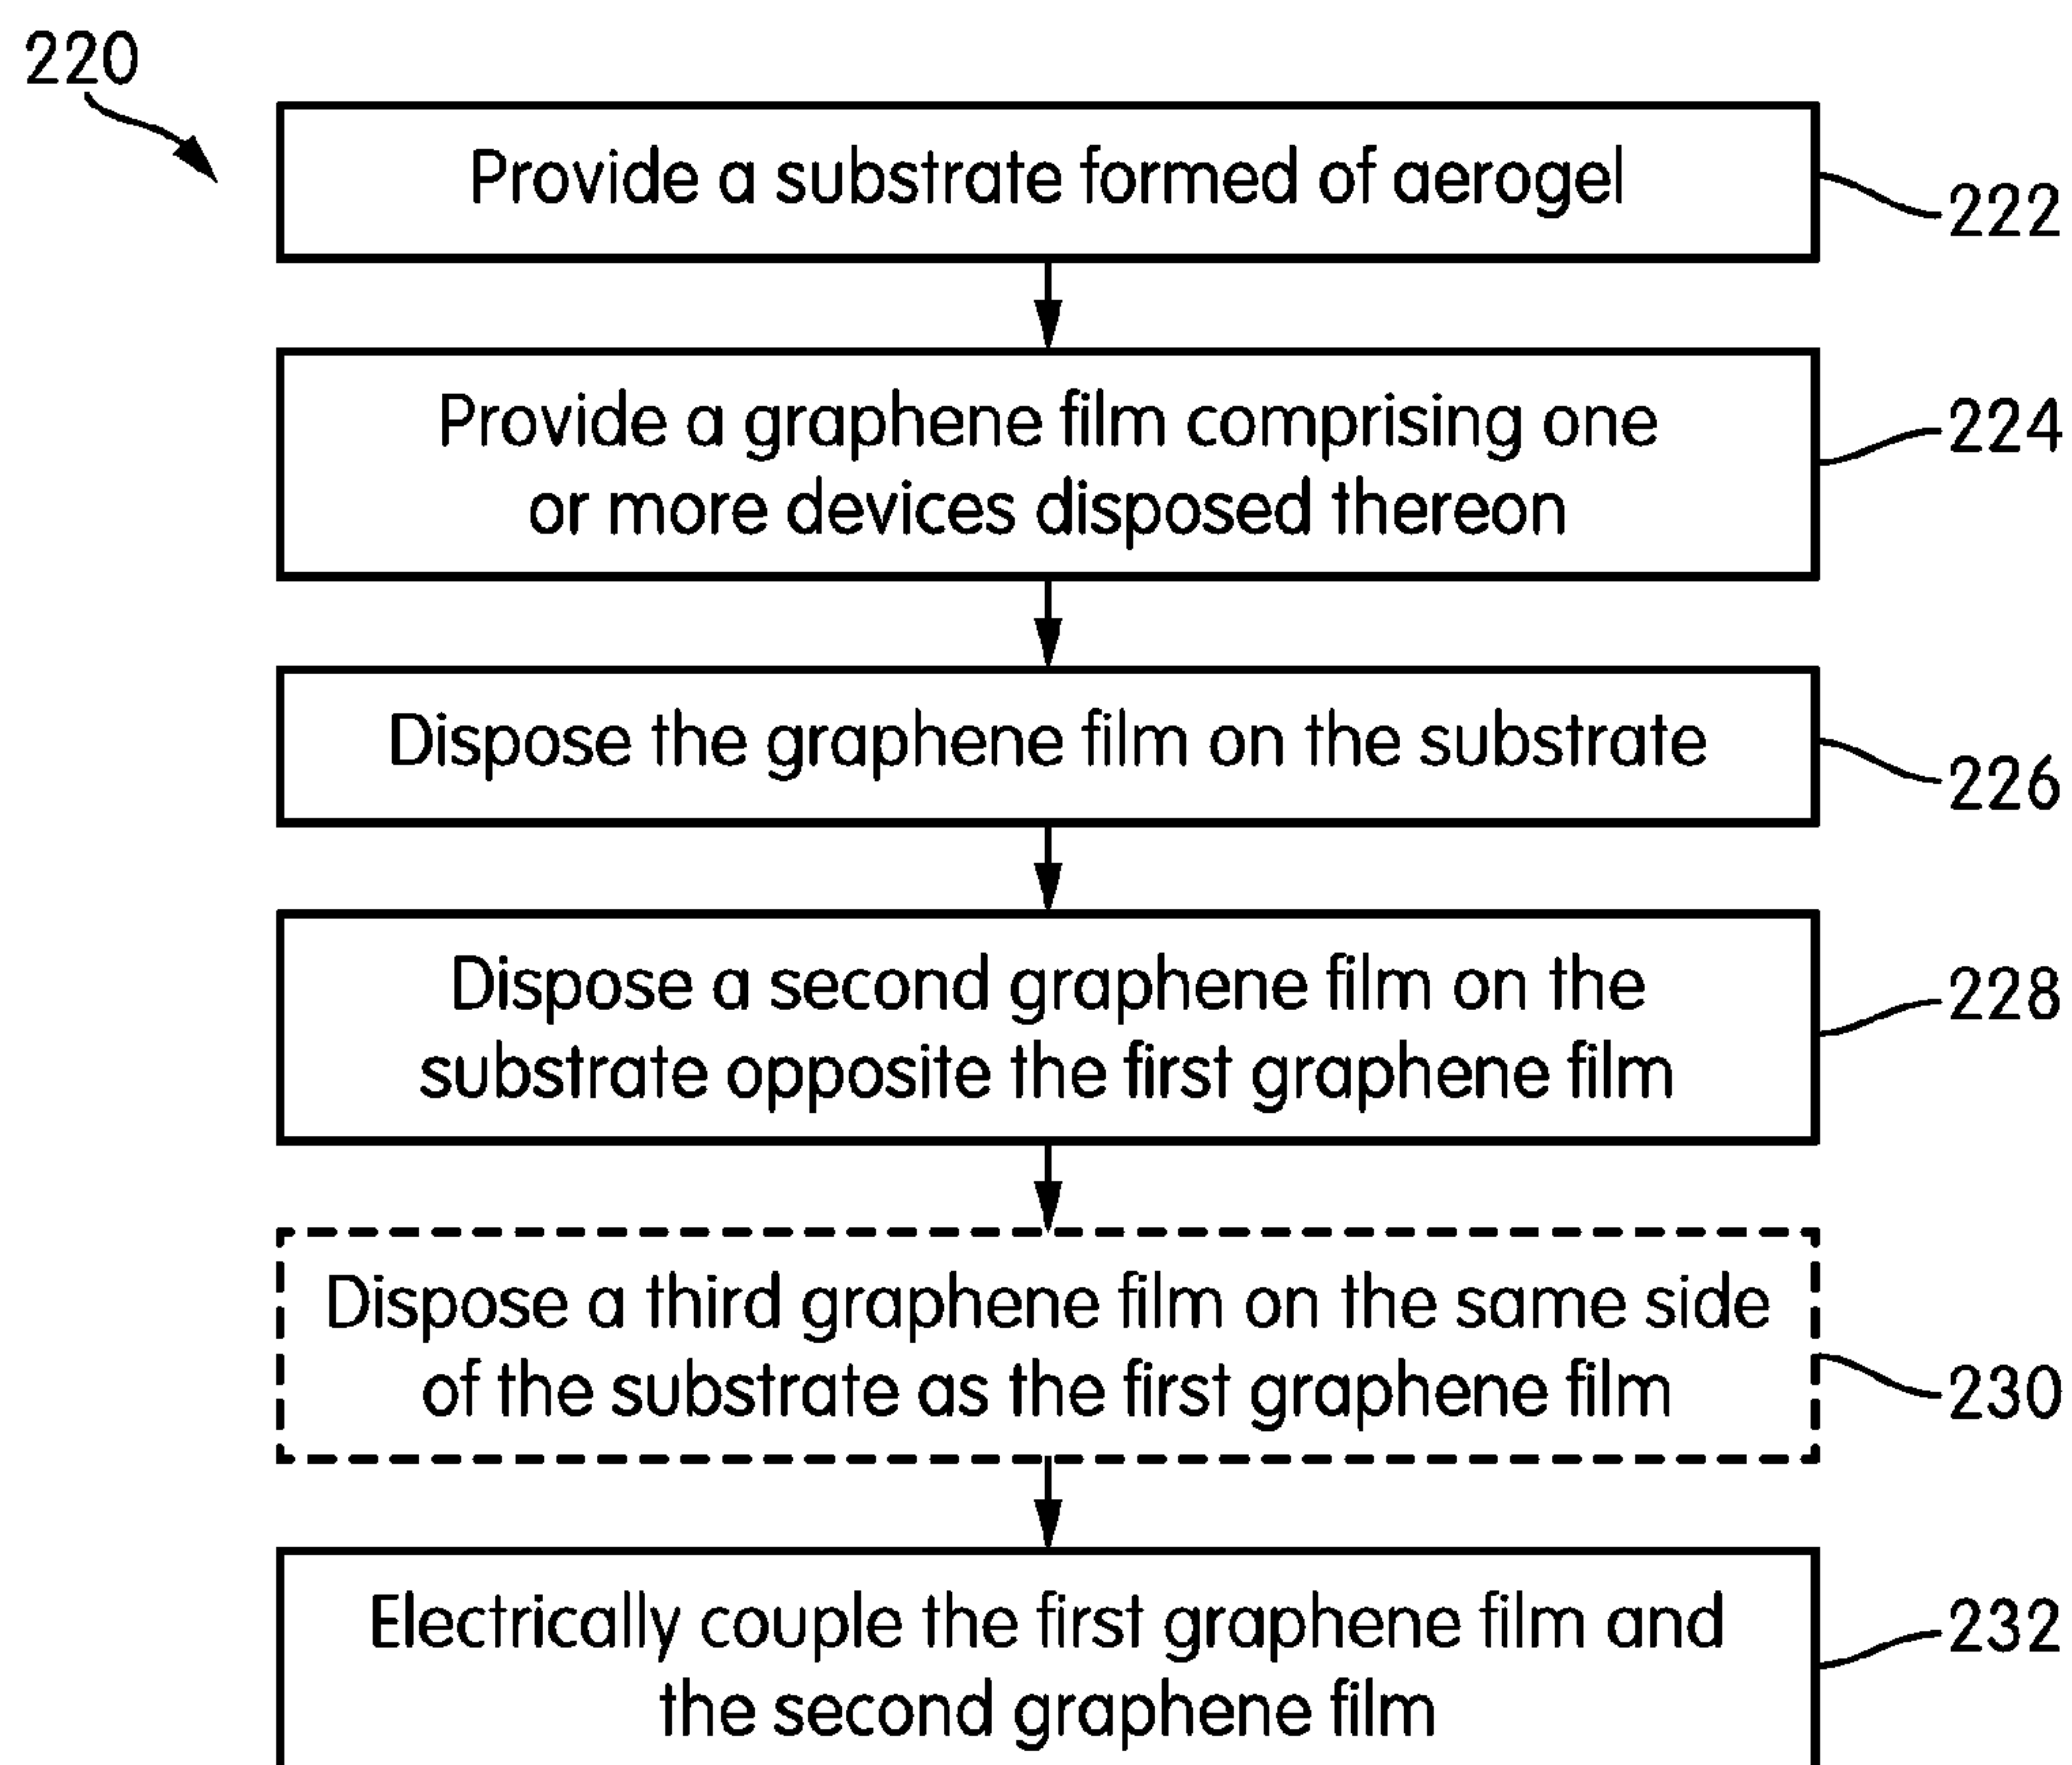 220
Provide a substrate formed of aerogel
222
Provide a graphene film comprising one
or more devices disposed thereon
224
Dispose the graphene film on the substrate
226
Dispose a second graphene film on the
substrate opposite the first graphene film
228
Dispose a third graphene film on the same side
of the substrate as the first graphene film
230
Electrically couple the first graphene film and
the second graphene film
232